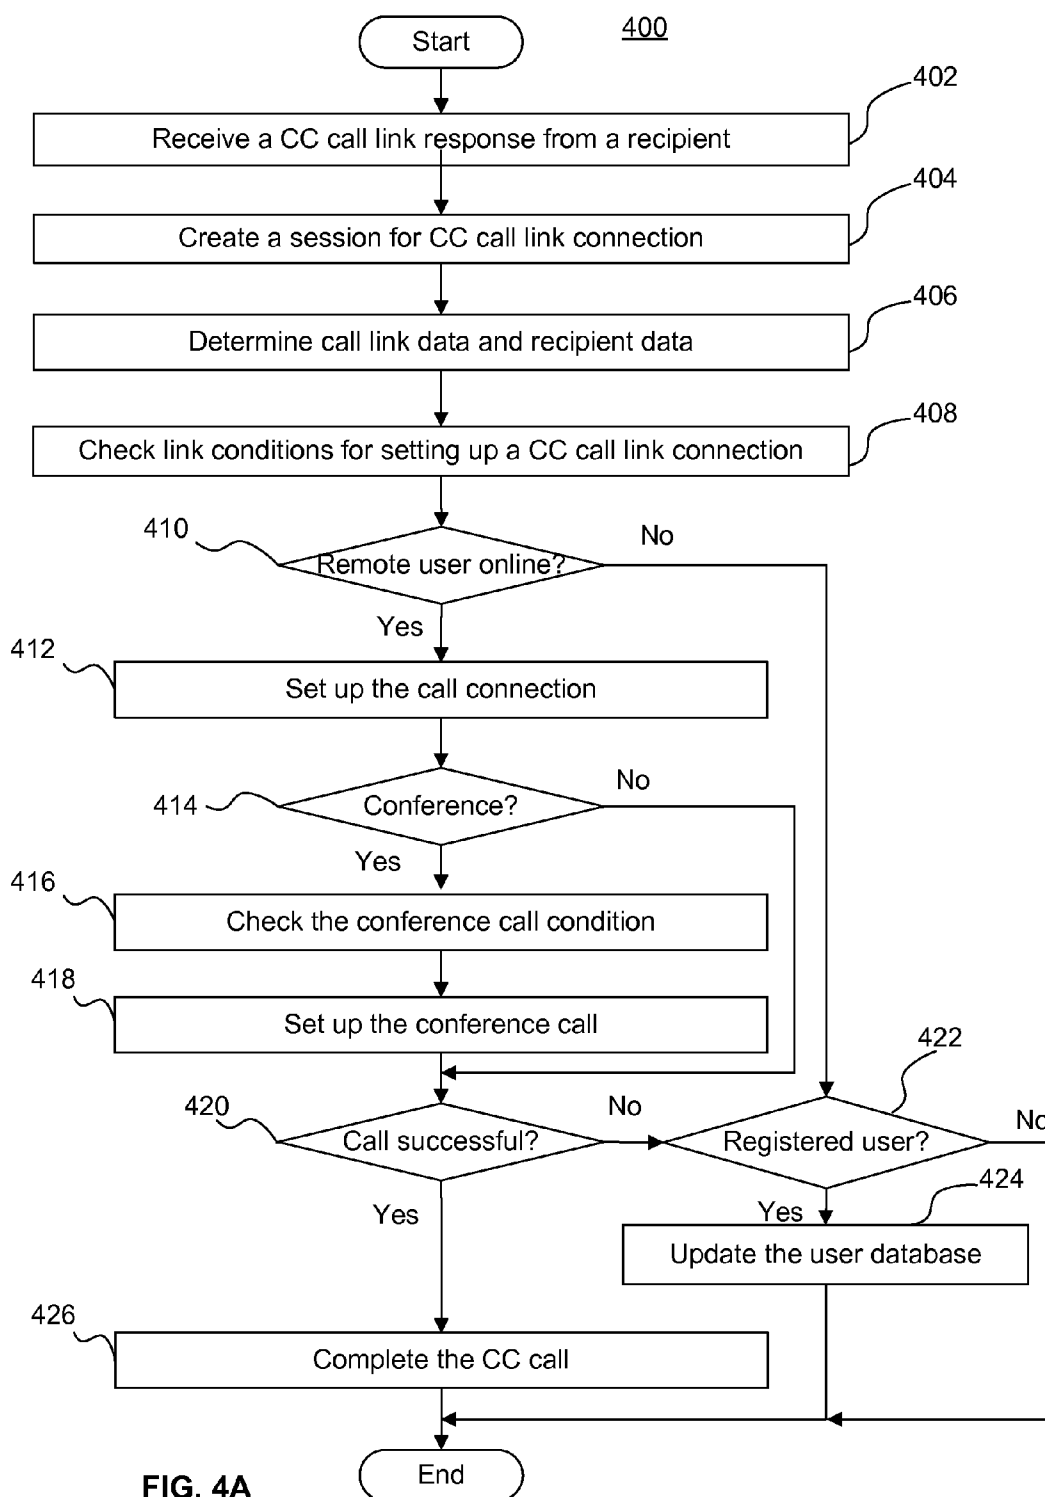 Start
400
402
Receive a CC call link response from a recipient
404
Create a session for CC call link connection
406
Determine call link data and recipient data
408
Check link conditions for setting up a CC call link connection
410
Remote user online?
No
Yes
412
Set up the call connection
414
Conference?
No
Yes
416
Check the conference call condition
418
Set up the conference call
420
Call successful?
No
422
Registered user?
No
Yes
424
Yes
Update the user database
426
Complete the CC call
End
FIG. 4A